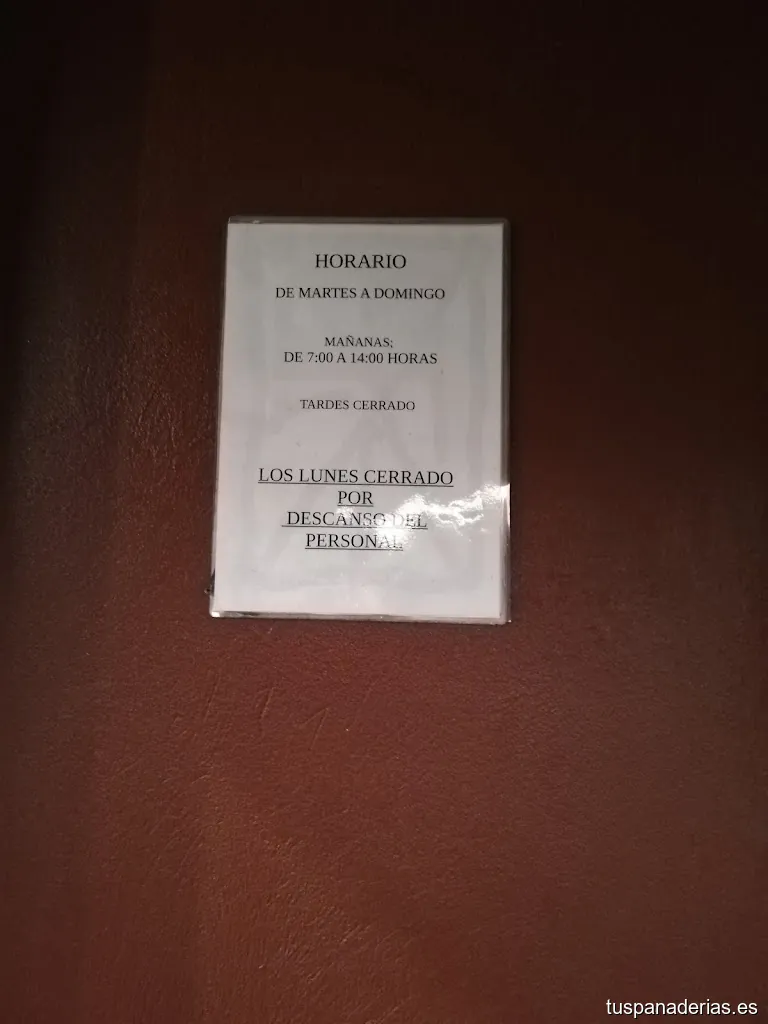 HORARIO
DE MARTES A DOMINGO
MAÑANAS;
DE 7:00 A 14:00 HORAS
TARDES CERRADO
LOS LUNES CERRADO
POR
DESCANSO DEL
PERSONAL
tuspanaderias.es